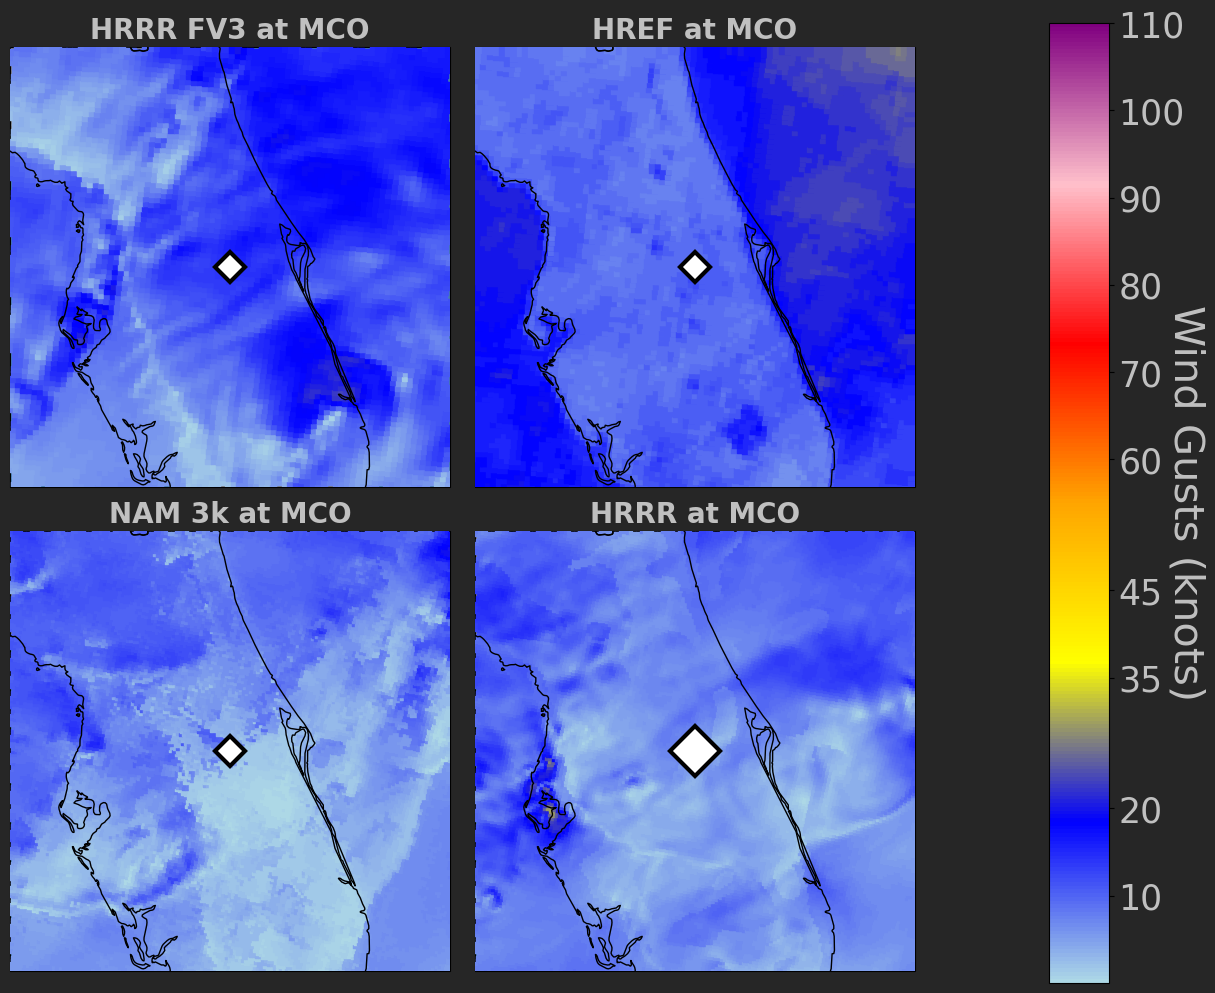 HRRR FV3 at MCO
HREF at MCO
NAM 3k at MCO
HRRR at MCO
110
100
90
80
70
60
45
35
20
10
Wind Gusts (knots)